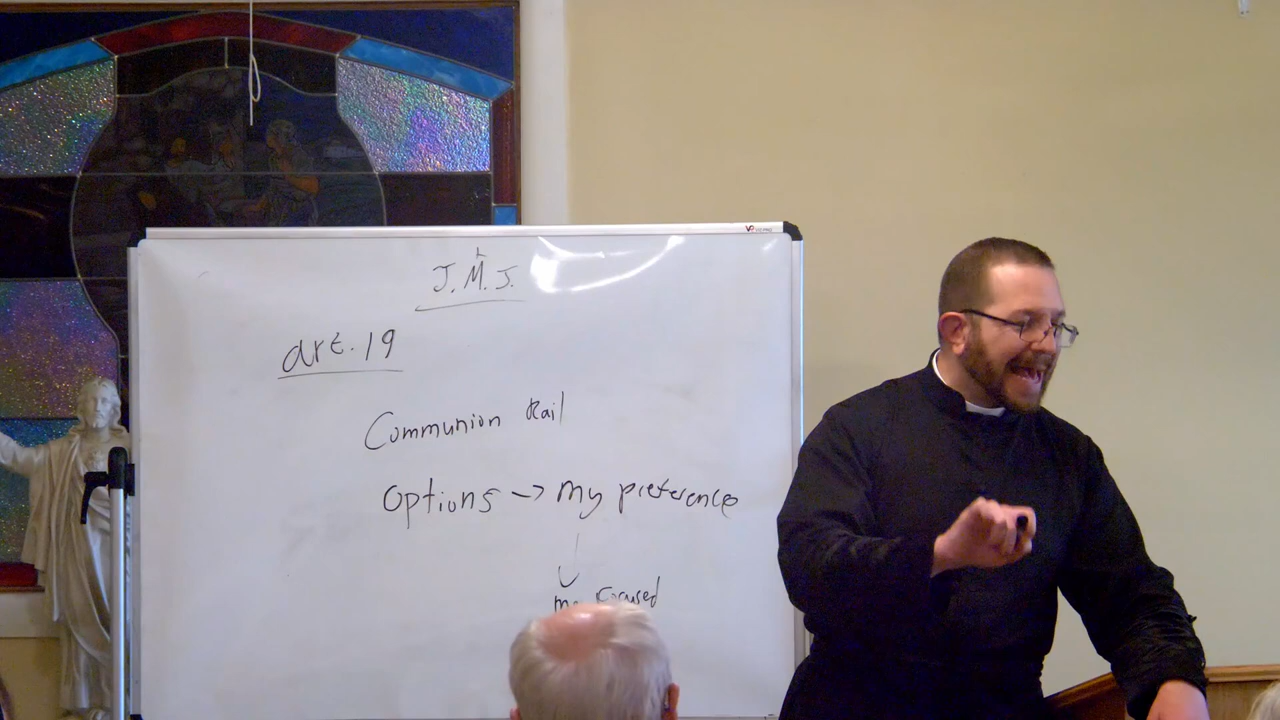 J.M.J.
art. 19
Communion Rail
Options -> my preference
me focused